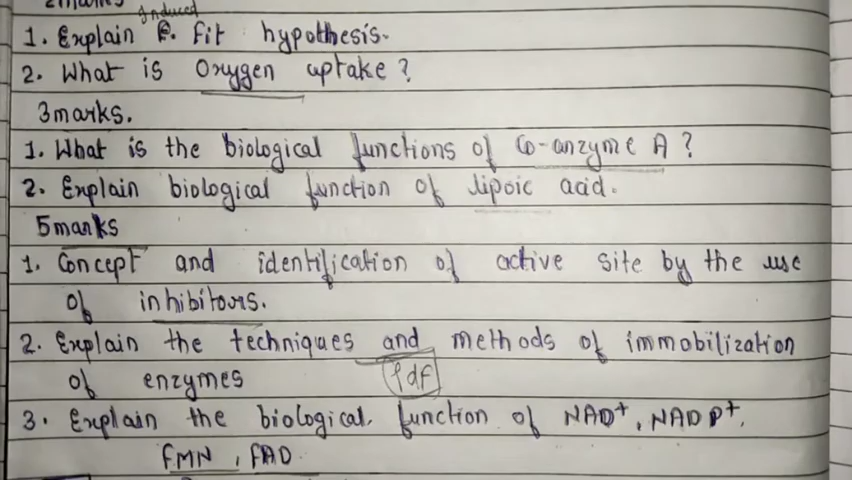 2marks
Induced
1. Explain fit hypothesis.
2. What is Oxygen uptake?
3marks.
1. What is the biological functions of Co-anzyme A?
2. Explain biological function of lipoic acid.
5marks
1. Concept and identification of active site by the use
of inhibitours.
2. Explain the techniques and methods of immobilization
of enzymes Pdf
3. Explain the biological function of NAD+, NADP+,
FMN, FAD